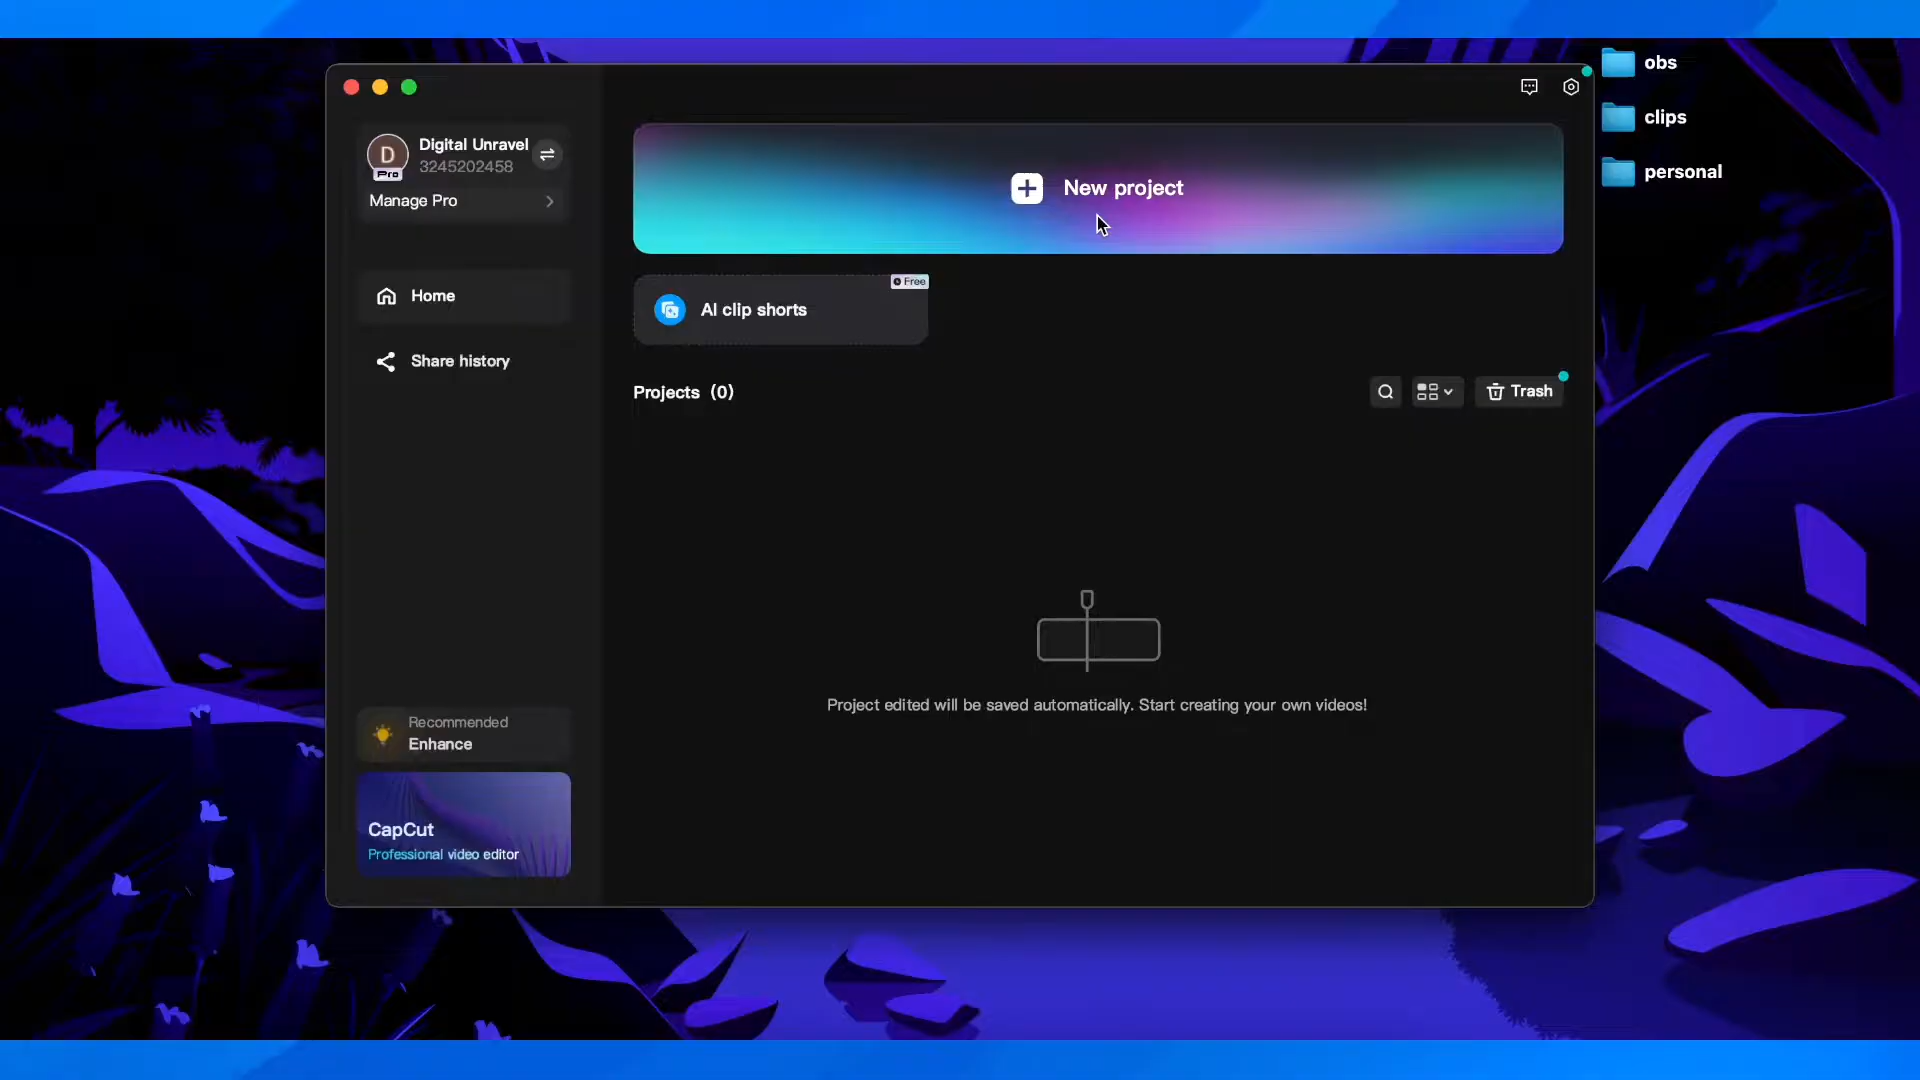 obs
clips
personal
D
Pro
Digital Unravel
3245202458
Manage Pro
Home
Share history
New project
Free
AI clip shorts
Projects (0)
Trash
Project edited will be saved automatically. Start creating your own videos!
Recommended
Enhance
CapCut
Professional video editor